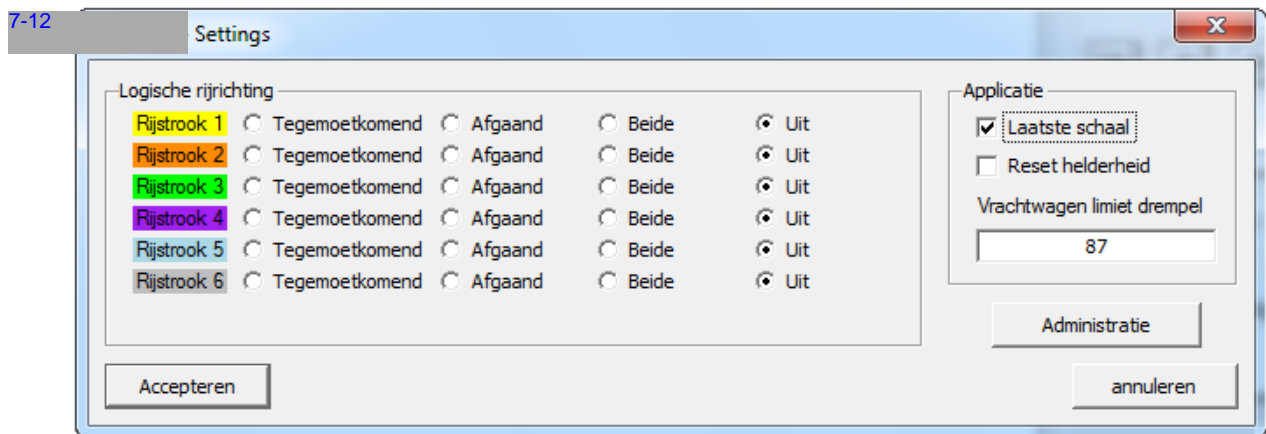 7-12
Settings
Logische rijrichting
Rijstrook 1 Tegemoetkomend Afgaand Beide Uit
Rijstrook 2 Tegemoetkomend Afgaand Beide Uit
Rijstrook 3 Tegemoetkomend Afgaand Beide Uit
Rijstrook 4 Tegemoetkomend Afgaand Beide Uit
Rijstrook 5 Tegemoetkomend Afgaand Beide Uit
Rijstrook 6 Tegemoetkomend Afgaand Beide Uit
Applicatie
Laatste schaal
Reset helderheid
Vrachtwagen limiet drempel
87
Administratie
Accepteren
annuleren